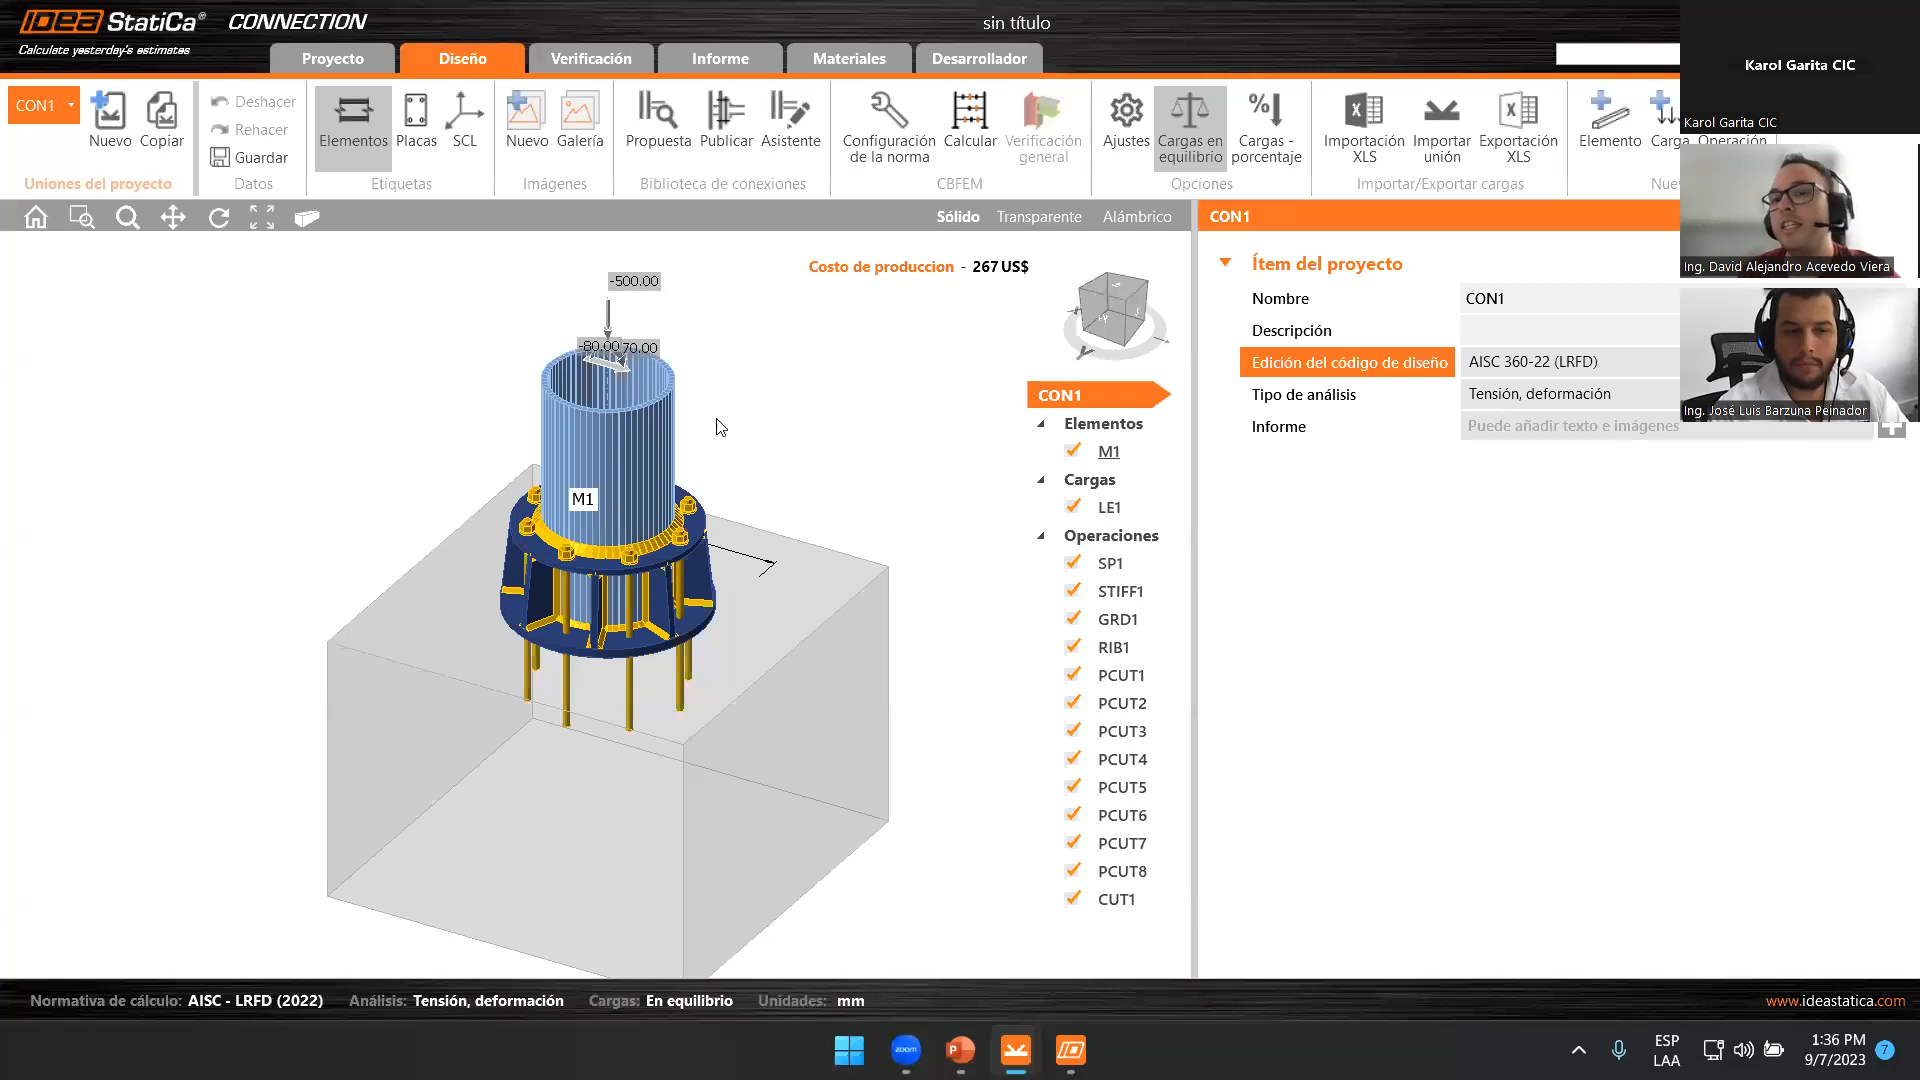 IDEA StatiCa® CONNECTION
Calculate yesterday's estimates
sin título
Proyecto
Diseño
Verificación
Informe
Materiales
Desarrollador
CON1
Nuevo
Copiar
Uniones del proyecto
Deshacer
Rehacer
Guardar
Datos
Elementos
Placas
SCL
Etiquetas
Nuevo
Galería
Imágenes
Propuesta
Publicar
Asistente
Biblioteca de conexiones
Configuración
de la norma
Calcular
Verificación
general
CBFEM
Ajustes
Cargas en
equilibrio
Cargas -
porcentaje
Opciones
Importación
XLS
Importar
unión
Exportación
XLS
Importar/Exportar cargas
Elemento
Carga
Operación
Sólido
Transparente
Alámbrico
Costo de produccion - 267 US$
-500.00
-80.00
70.00
M1
CON1
Elementos
M1
Cargas
LE1
Operaciones
SP1
STIFF1
GRD1
RIB1
PCUT1
PCUT2
PCUT3
PCUT4
PCUT5
PCUT6
PCUT7
PCUT8
CUT1
CON1
Ítem del proyecto
Nombre
CON1
Descripción
Edición del código de diseño
AISC 360-22 (LRFD)
Tipo de análisis
Tensión, deformación
Informe
Puede añadir texto e imágenes
Karol Garita CIC
Karol Garita CIC
Ing. David Alejandro Acevedo Viera
Ing. José Luis Barzuna Peinador
Normativa de cálculo: AISC - LRFD (2022)
Análisis: Tensión, deformación
Cargas: En equilibrio
Unidades: mm
www.ideastatica.com
zoom
P
ESP
LAA
1:36 PM
9/7/2023
7